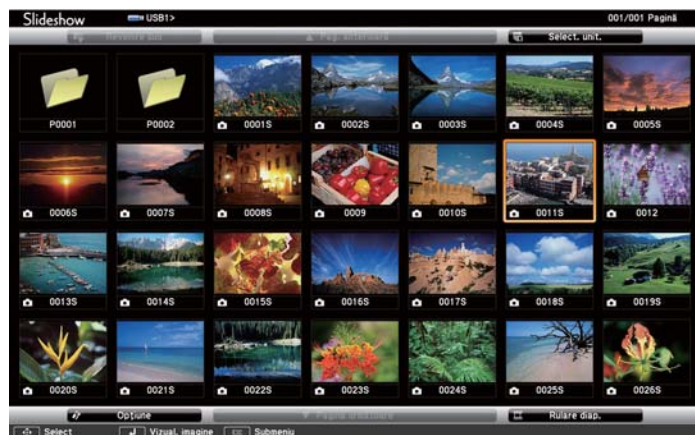 Slideshow USB1> 001/001 Pagină
Revenire sus Pag. anterioară Select. unit.
P0001 P0002 0001S 0002S 0003S 0004S 0005S
0006S 0007S 0008S 0009 0010S 0011S 0012
0013S 0014S 0015S 0016S 0017S 0018S 0019S
0020S 0021S 0022S 0023S 0024S 0025S 0026S
Opțiune Pagina următoare Rulare diap.
Select Vizual. imagine Esc Submeniu